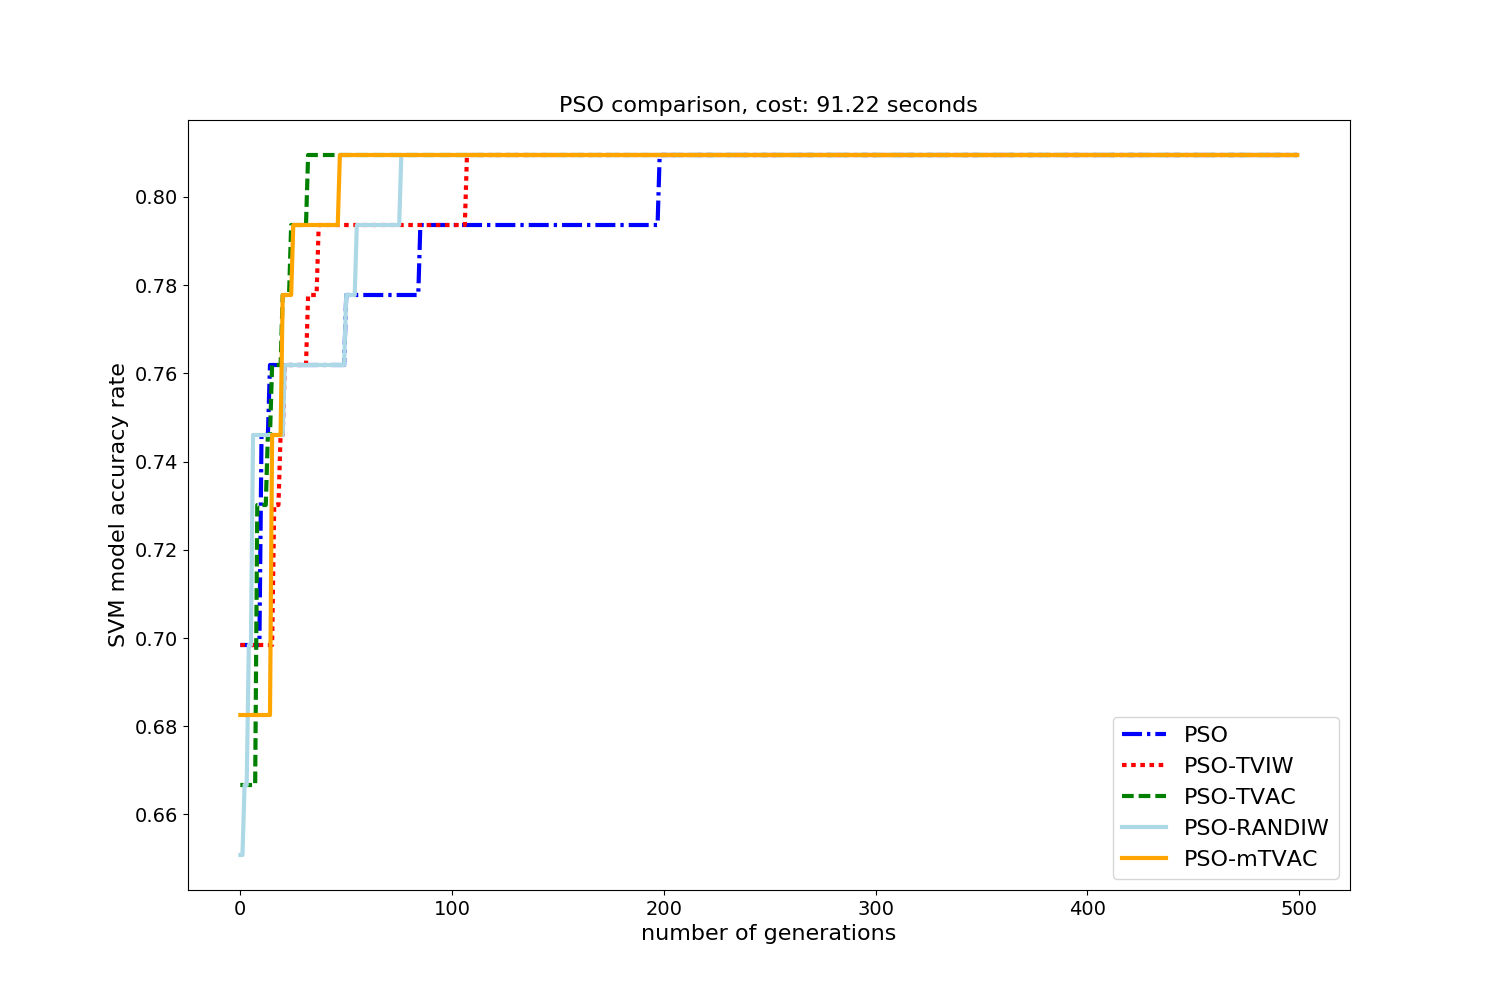 PSO comparison, cost: 91.22 seconds
SVM model accuracy rate
0.80
0.78
0.76
0.74
0.72
0.70
0.68
0.66
0 100 200 300 400 500
number of generations
PSO
PSO-TVIW
PSO-TVAC
PSO-RANDIW
PSO-mTVAC